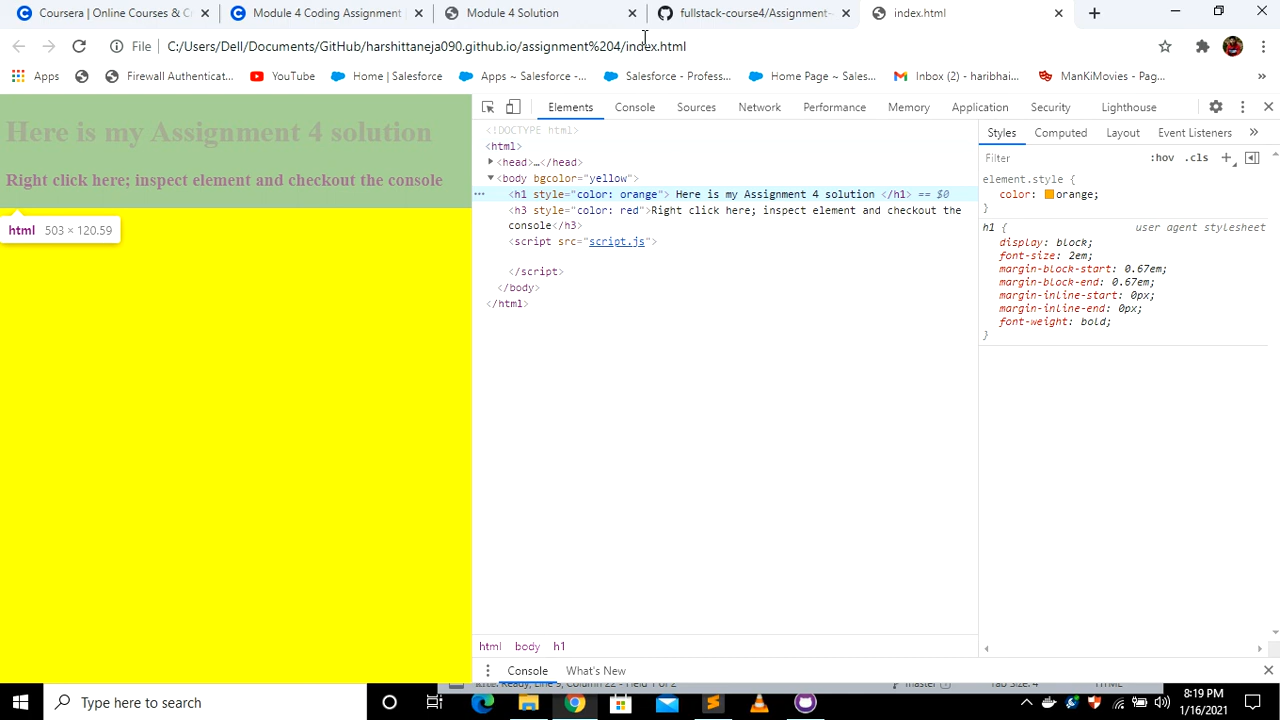 Coursera | Online Courses & C
Module 4 Coding Assignment
Module 4 Solution
fullstack-course4/Assignment~
index.html
File
C:/Users/Dell/Documents/GitHub/harshittaneja090.github.io/assignment%204/index.html
Apps
Firewall Authenticat...
YouTube
Home | Salesforce
Apps ~ Salesforce -...
Salesforce - Profess...
Home Page ~ Sales...
Inbox (2) - haribhai...
ManKiMovies - Pag...
»
Here is my Assignment 4 solution
Right click here; inspect element and checkout the console
html 503 × 120.59
Elements
Console
Sources
Network
Performance
Memory
Application
Security
Lighthouse
<!DOCTYPE html>
<html>
<head>…</head>
<body bgcolor="yellow">
<h1 style="color: orange"> Here is my Assignment 4 solution </h1> == $0
<h3 style="color: red">Right click here; inspect element and checkout the
console</h3>
<script src="script.js">
</script>
</body>
</html>
html body h1
Styles
Computed
Layout
Event Listeners
»
Filter
:hov .cls +
element.style {
color: orange;
}
h1 { user agent stylesheet
display: block;
font-size: 2em;
margin-block-start: 0.67em;
margin-block-end: 0.67em;
margin-inline-start: 0px;
margin-inline-end: 0px;
font-weight: bold;
}
Console
What's New
Type here to search
8:19 PM
1/16/2021